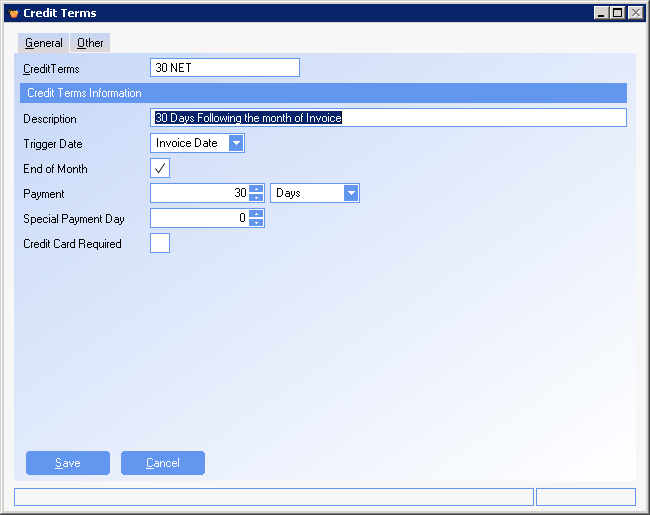 Credit Terms
General Other
CreditTerms 30 NET
Credit Terms Information
Description 30 Days Following the month of Invoice
Trigger Date Invoice Date
End of Month
Payment 30 Days
Special Payment Day 0
Credit Card Required
Save Cancel